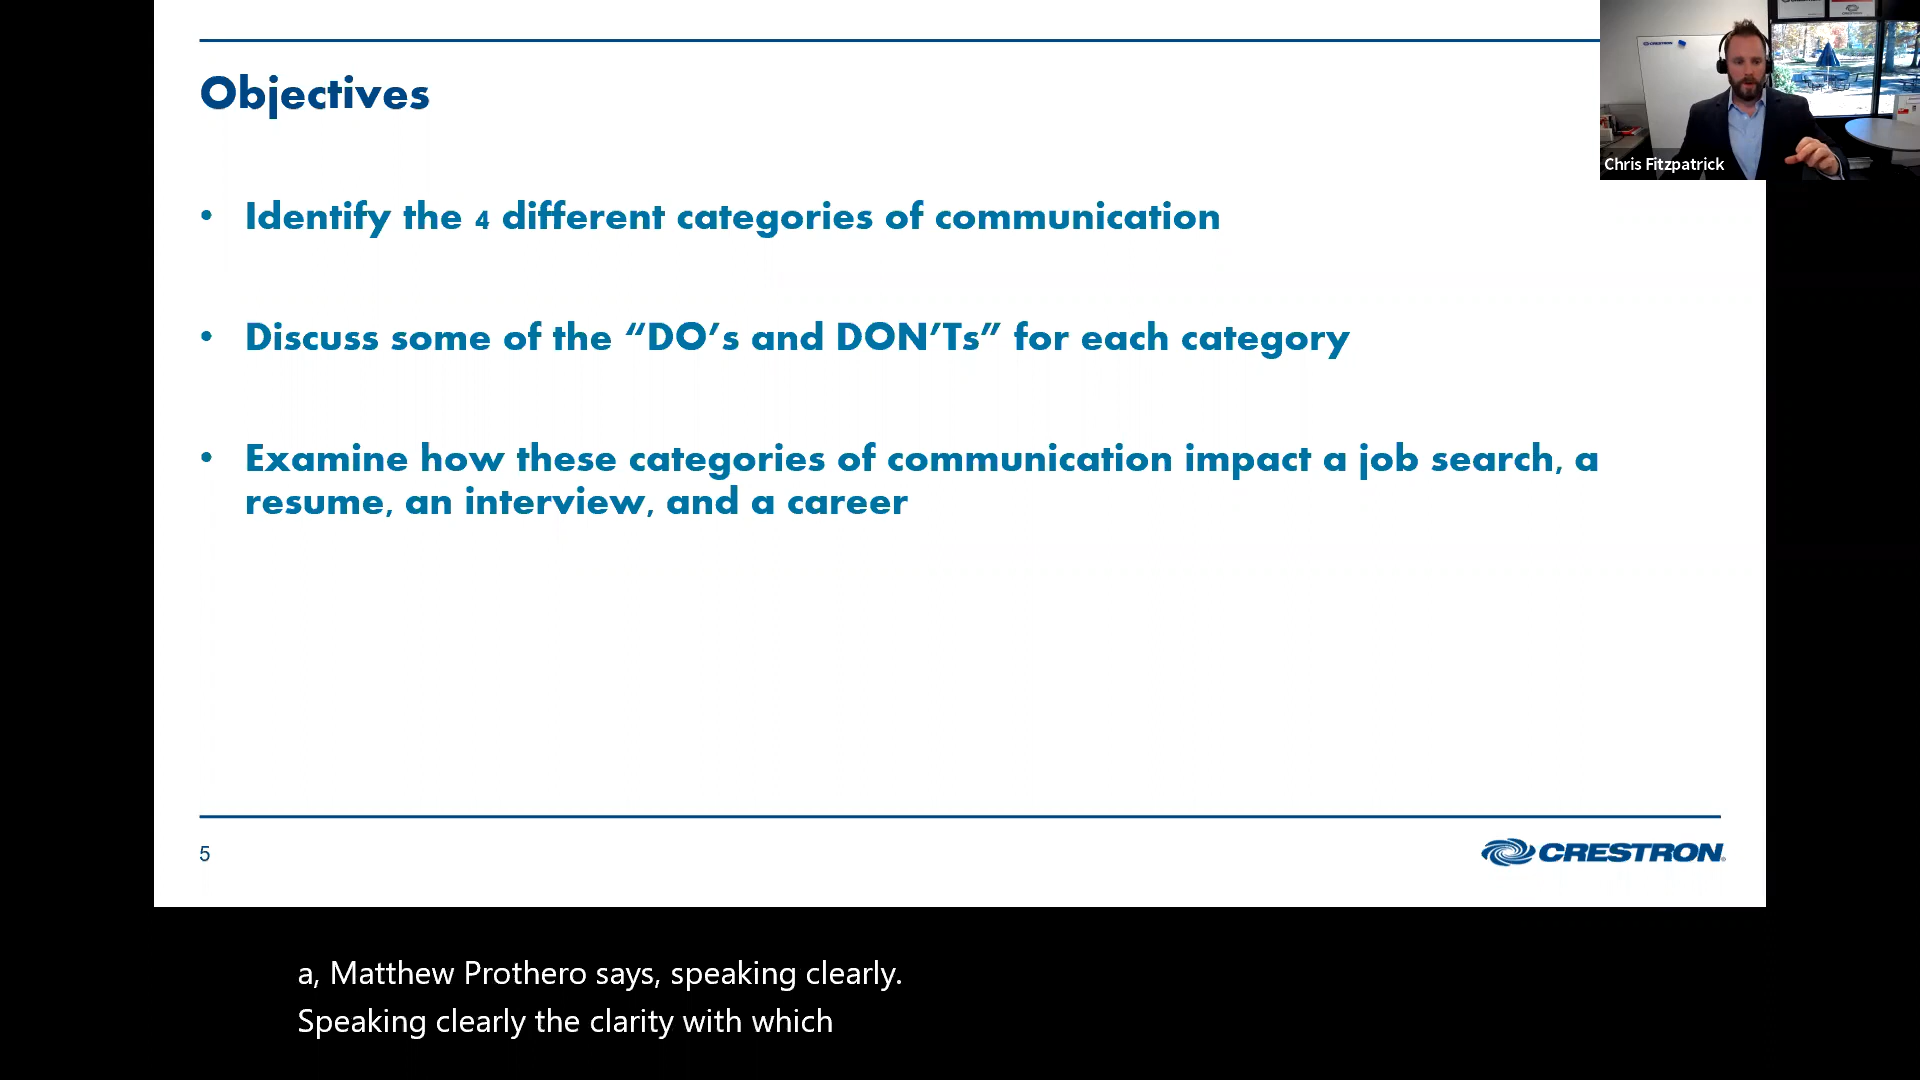 Objectives
• Identify the 4 different categories of communication
• Discuss some of the “DO’s and DON’Ts” for each category
• Examine how these categories of communication impact a job search, a
resume, an interview, and a career
5
CRESTRON
CRESTRON
Chris Fitzpatrick
a, Matthew Prothero says, speaking clearly.
Speaking clearly the clarity with which